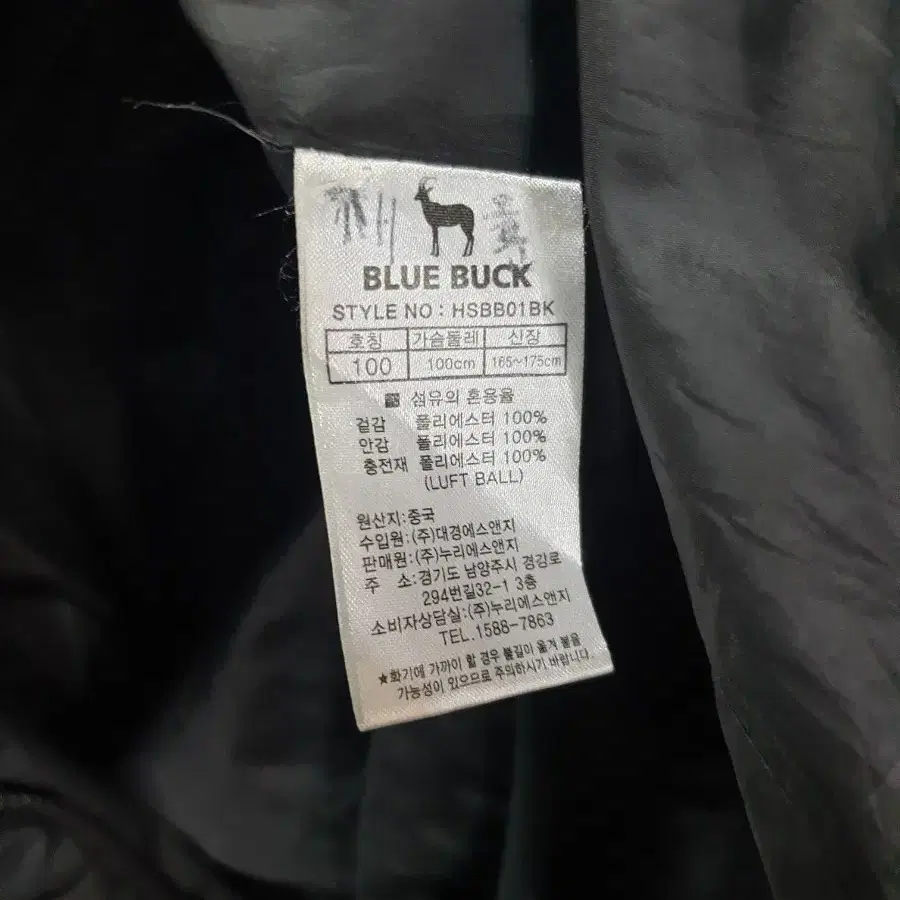 BLUE BUCK
STYLE NO : HSBB01BK
호칭 가슴둘레 신장
100 100cm 165~175cm
섬유의 혼용율
겉감 폴리에스터 100%
안감 폴리에스터 100%
충전재 폴리에스터 100%
(LUFT BALL)
원산지:중국
수입원:(주)대경에스앤지
판매원:(주)누리에스앤지
주 소:경기도 남양주시 경강로
294번길32-1 3층
소비자상담실:(주)누리에스앤지
TEL.1588-7863
★화기에 가까이 할 경우 불길이 옮겨 붙을
가능성이 있으므로 주의하시기 바랍니다.